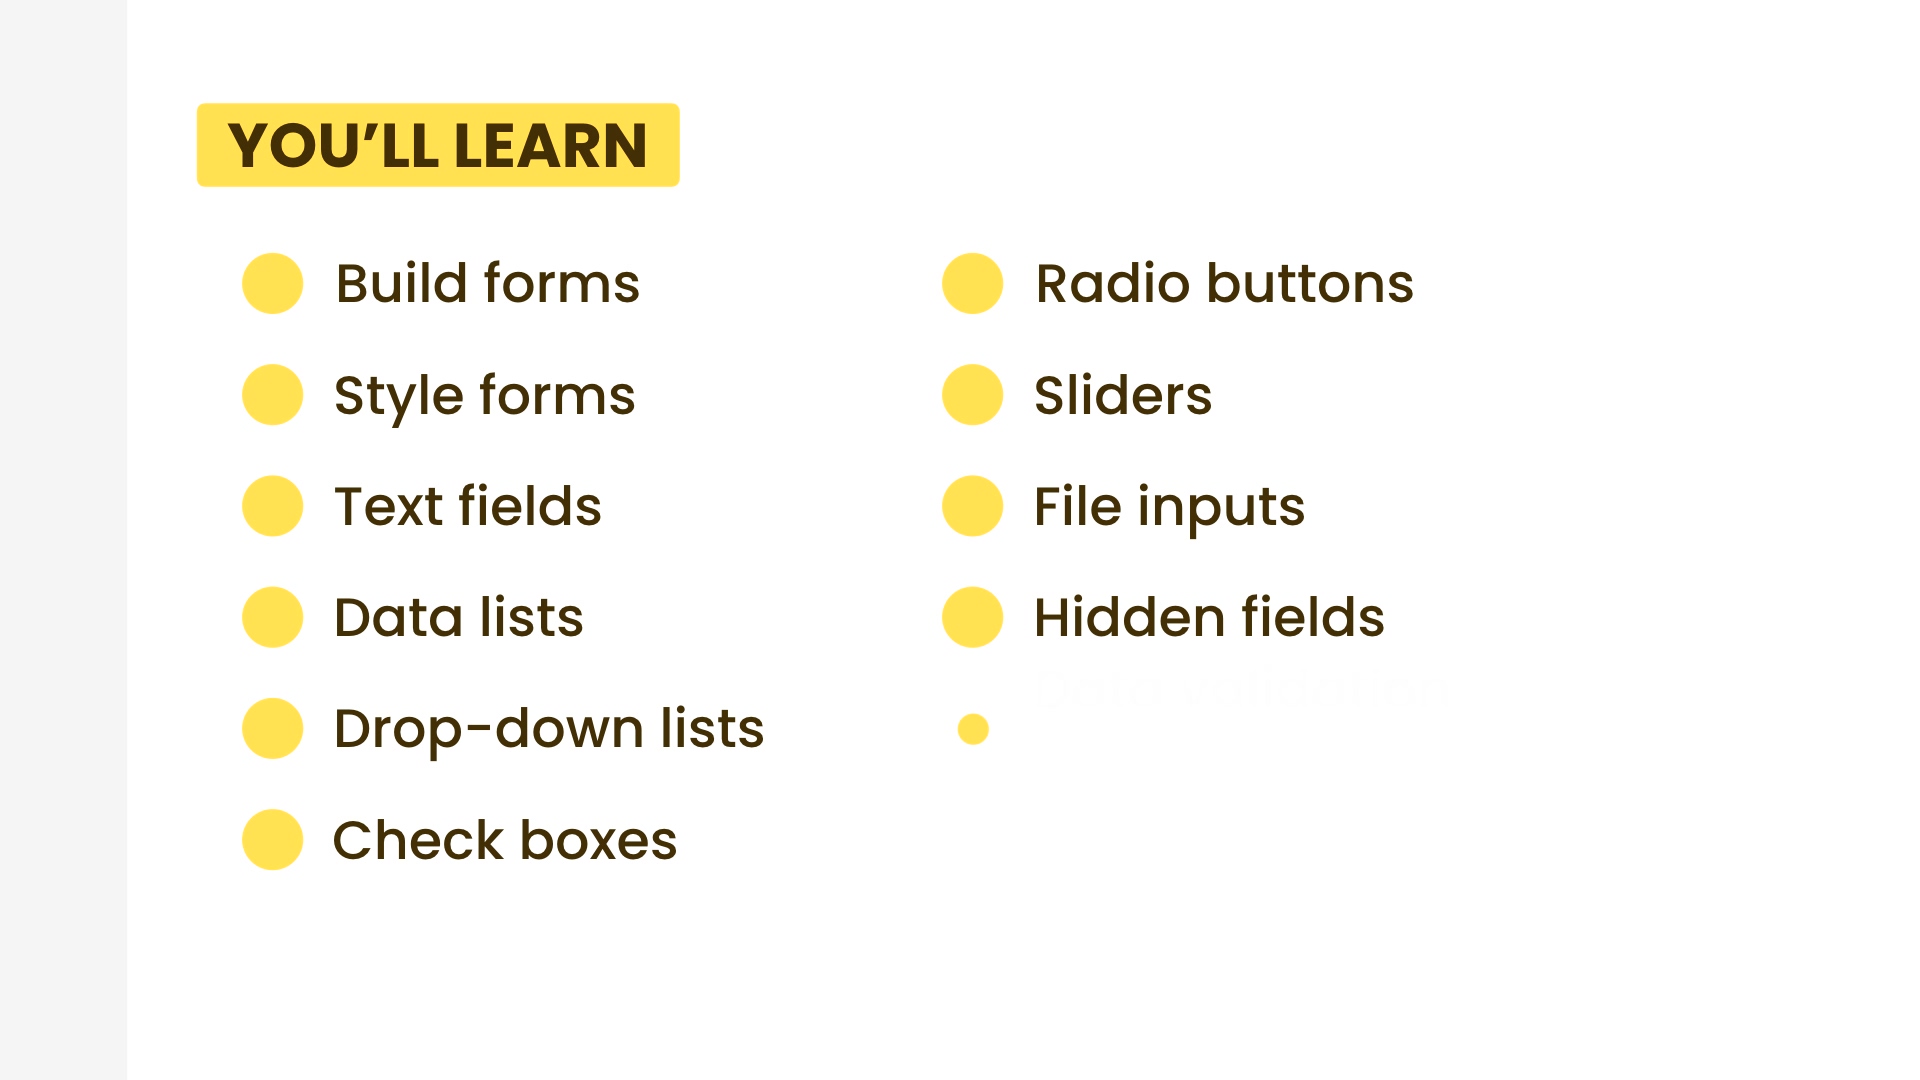 YOU'LL LEARN
Build forms
Style forms
Text fields
Data lists
Drop-down lists
Check boxes
Radio buttons
Sliders
File inputs
Hidden fields